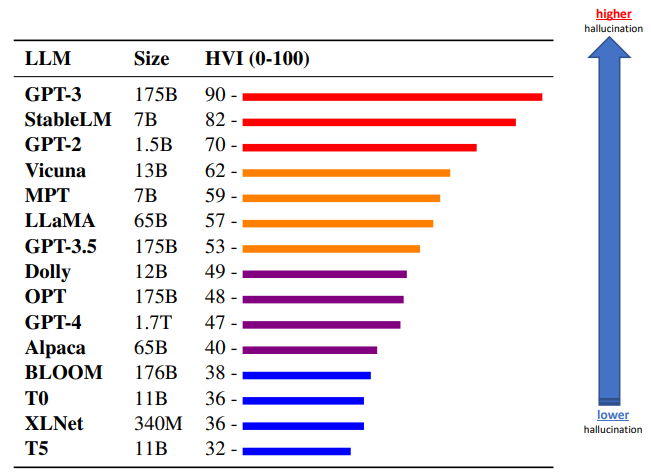 higher
hallucination
LLM Size HVI (0-100)
GPT-3 175B 90 -
StableLM 7B 82 -
GPT-2 1.5B 70 -
Vicuna 13B 62 -
MPT 7B 59 -
LLaMA 65B 57 -
GPT-3.5 175B 53 -
Dolly 12B 49 -
OPT 175B 48 -
GPT-4 1.7T 47 -
Alpaca 65B 40 -
BLOOM 176B 38 -
T0 11B 36 -
XLNet 340M 36 -
T5 11B 32 -
lower
hallucination